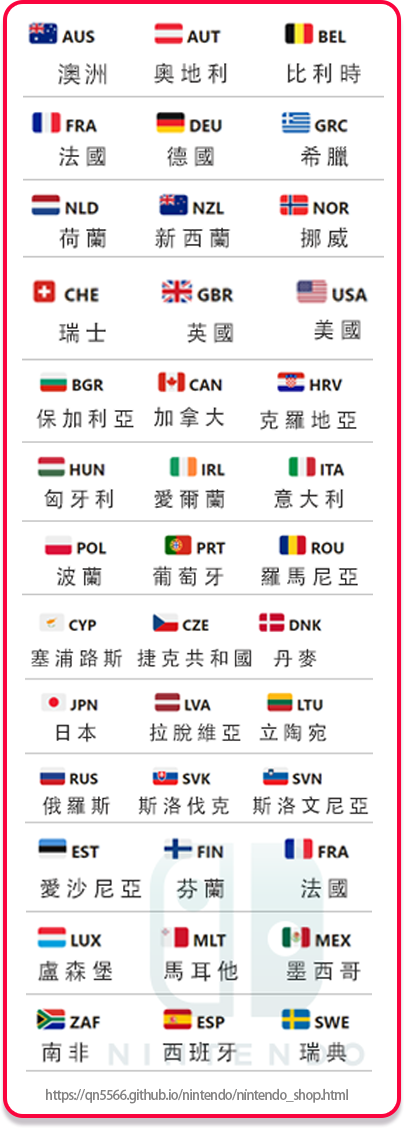 AUS AUT BEL
澳洲 奧地利 比利時
FRA DEU GRC
法國 德國 希臘
NLD NZL NOR
荷蘭 新西蘭 挪威
CHE GBR USA
瑞士 英國 美國
BGR CAN HRV
保加利亞 加拿大 克羅地亞
HUN IRL ITA
匈牙利 愛爾蘭 意大利
POL PRT ROU
波蘭 葡萄牙 羅馬尼亞
CYP CZE DNK
塞浦路斯 捷克共和國 丹麥
JPN LVA LTU
日本 拉脫維亞 立陶宛
RUS SVK SVN
俄羅斯 斯洛伐克 斯洛文尼亞
EST FIN FRA
愛沙尼亞 芬蘭 法國
LUX MLT MEX
盧森堡 馬耳他 墨西哥
ZAF ESP SWE
南非 西班牙 瑞典
NINTENDO
https://qn5566.github.io/nintendo/nintendo_shop.html